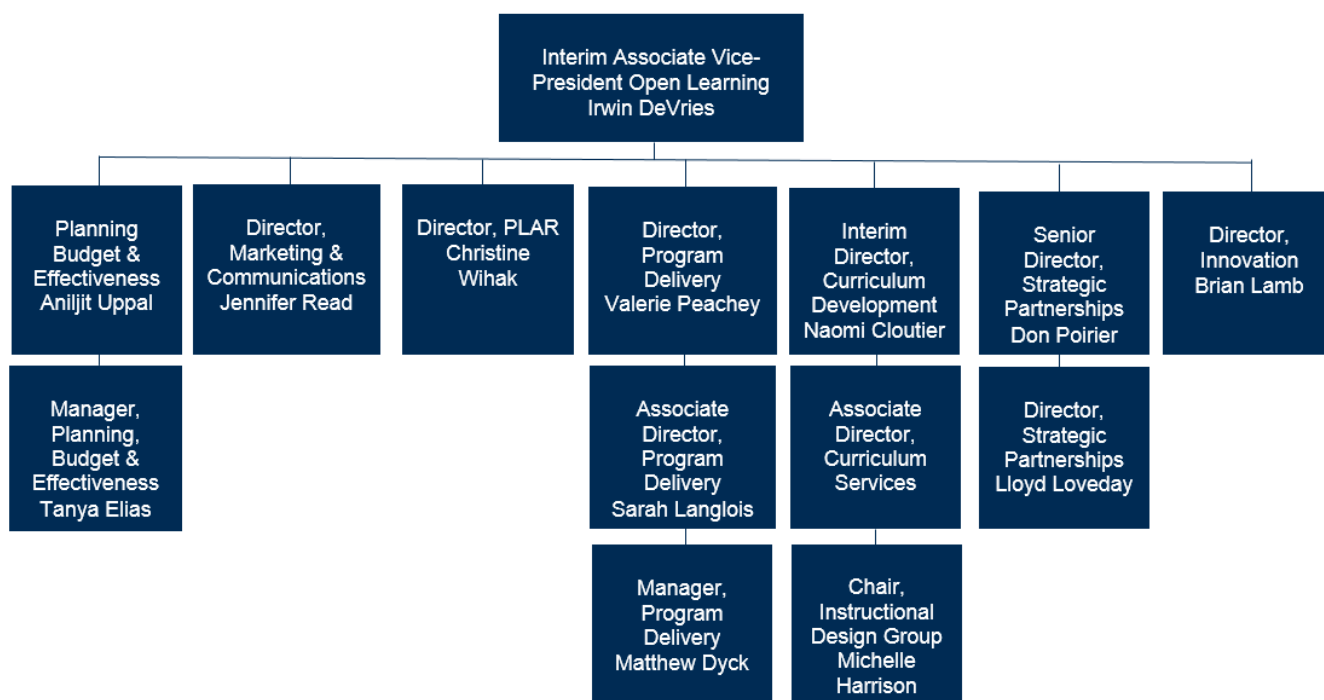 Interim Associate Vice-
President Open Learning
Irwin DeVries
Planning
Budget &
Effectiveness
Aniljit Uppal
Director,
Marketing &
Communications
Jennifer Read
Director, PLAR
Christine
Wihak
Director,
Program
Delivery
Valerie Peachey
Interim
Director,
Curriculum
Development
Naomi Cloutier
Senior
Director,
Strategic
Partnerships
Don Poirier
Director,
Innovation
Brian Lamb
Manager,
Planning,
Budget &
Effectiveness
Tanya Elias
Associate
Director,
Program
Delivery
Sarah Langlois
Associate
Director,
Curriculum
Services
Director,
Strategic
Partnerships
Lloyd Loveday
Manager,
Program
Delivery
Matthew Dyck
Chair,
Instructional
Design Group
Michelle
Harrison